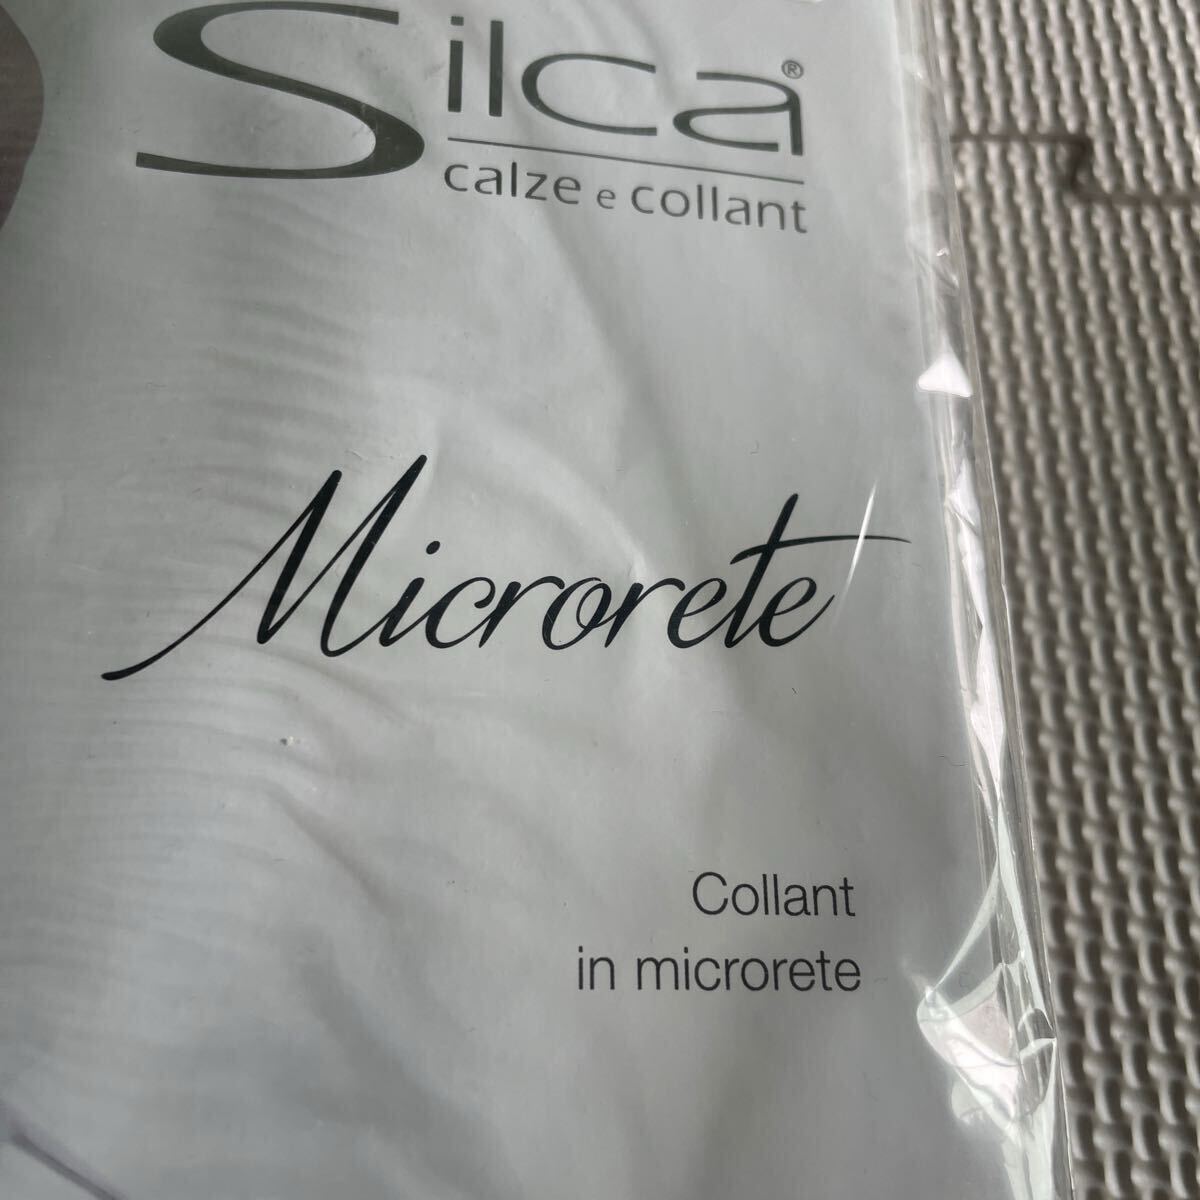 Silca®
calze e collant
Microrete
Collant
in microrete